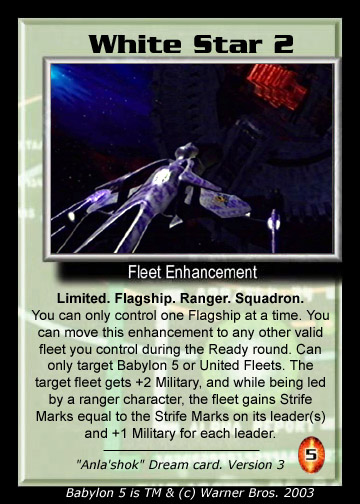 White Star 2
Fleet Enhancement
Limited. Flagship. Ranger. Squadron.
You can only control one Flagship at a time. You
can move this enhancement to any other valid
fleet you control during the Ready round. Can
only target Babylon 5 or United Fleets. The
target fleet gets +2 Military, and while being led
by a ranger character, the fleet gains Strife
Marks equal to the Strife Marks on its leader(s)
and +1 Military for each leader.
5
"Anla'shok" Dream card. Version 3
Babylon 5 is TM & (c) Warner Bros. 2003